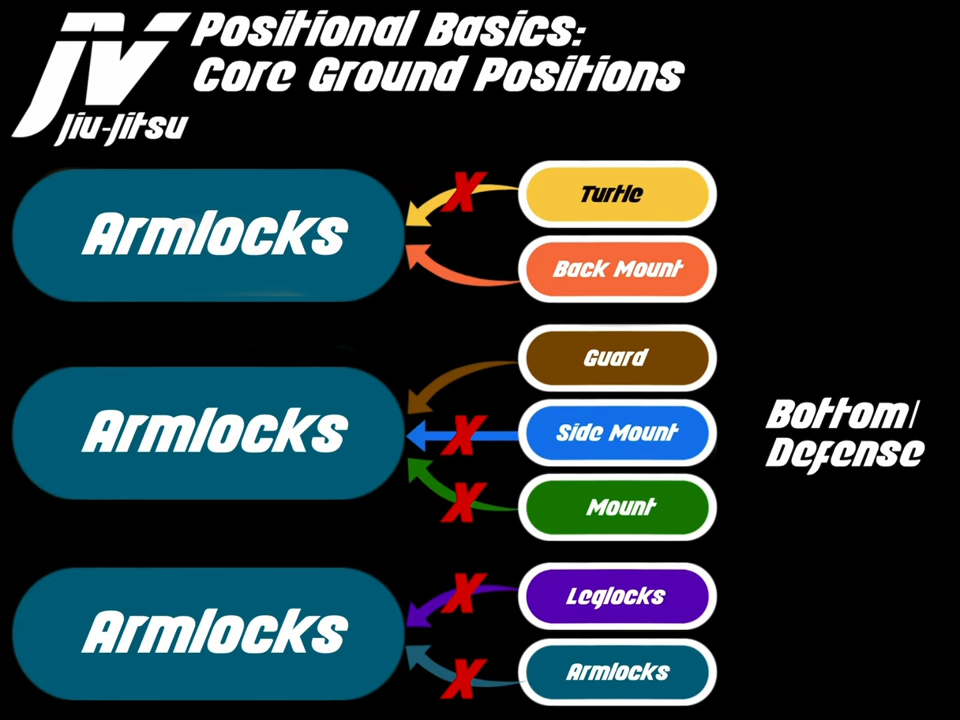 JV
Jiu-Jitsu
Positional Basics:
Core Ground Positions
Armlocks
X
Turtle
Back Mount
Armlocks
Guard
X
Side Mount
X
Mount
Bottom/
Defense
Armlocks
X
Leglocks
X
Armlocks